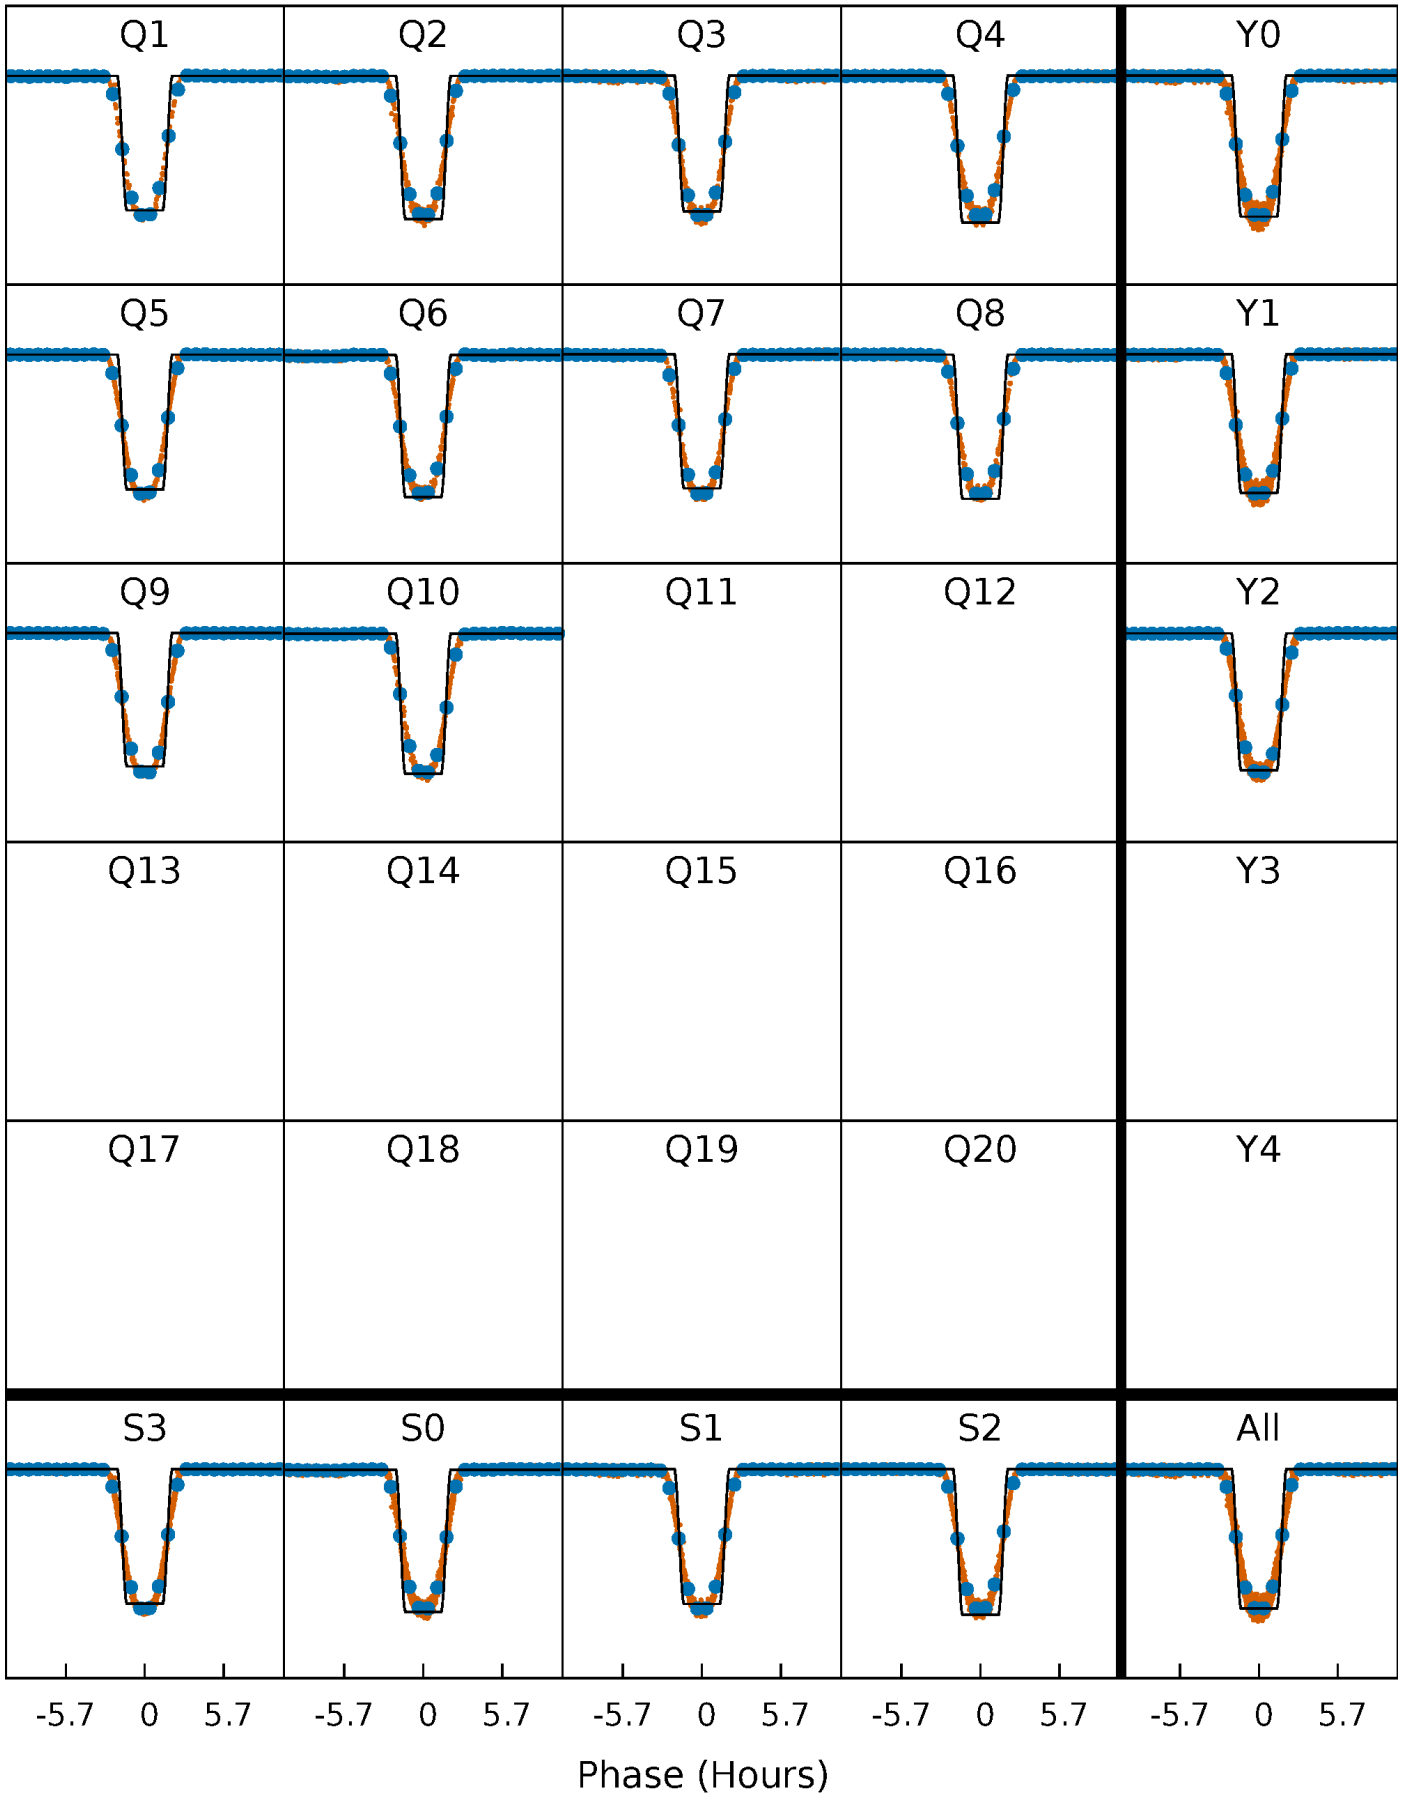 Q1 Q2 Q3 Q4 Y0
Q5 Q6 Q7 Q8 Y1
Q9 Q10 Q11 Q12 Y2
Q13 Q14 Q15 Q16 Y3
Q17 Q18 Q19 Q20 Y4
S3 S0 S1 S2 All
-5.7 0 5.7 -5.7 0 5.7 -5.7 0 5.7 -5.7 0 5.7 -5.7 0 5.7
Phase (Hours)